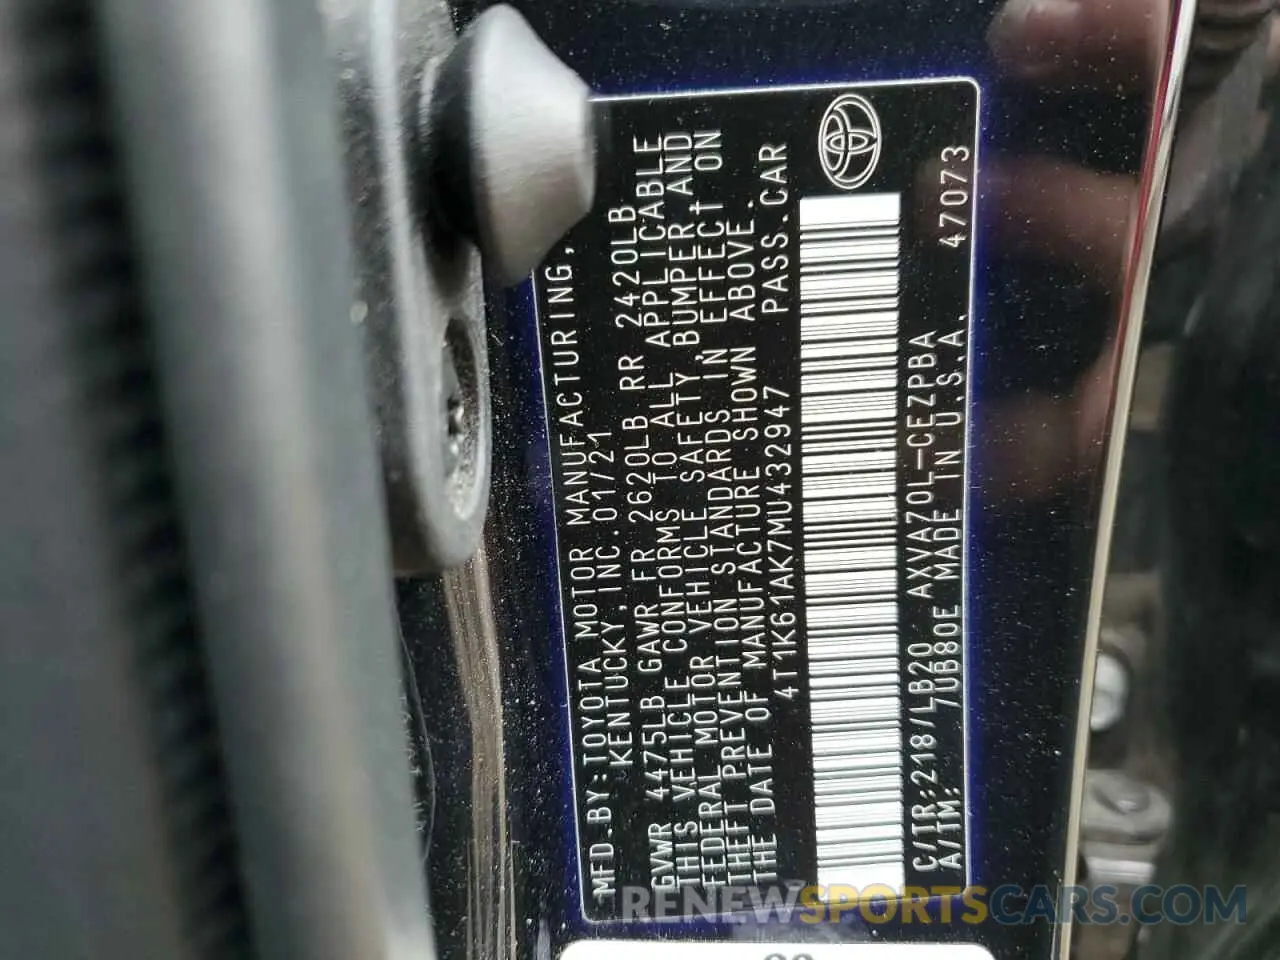 MFD.BY:TOYOTA MOTOR MANUFACTURING,
KENTUCKY, INC. 01/21
GVWR 4475LB GAWR FR 2620LB RR 2420LB
THIS VEHICLE CONFORMS TO ALL APPLICABLE
FEDERAL MOTOR VEHICLE SAFETY, BUMPER, AND
THEFT PREVENTION STANDARDS IN EFFECT ON
THE DATE OF MANUFACTURE SHOWN ABOVE.
4T1K61AK7MU432947 PASS.CAR
C/TR:218/LB20 AXVA70L-CEZPBA
A/TM: UB80E MADE IN U.S.A. 47073
RENEWSPORTSCARS.COM